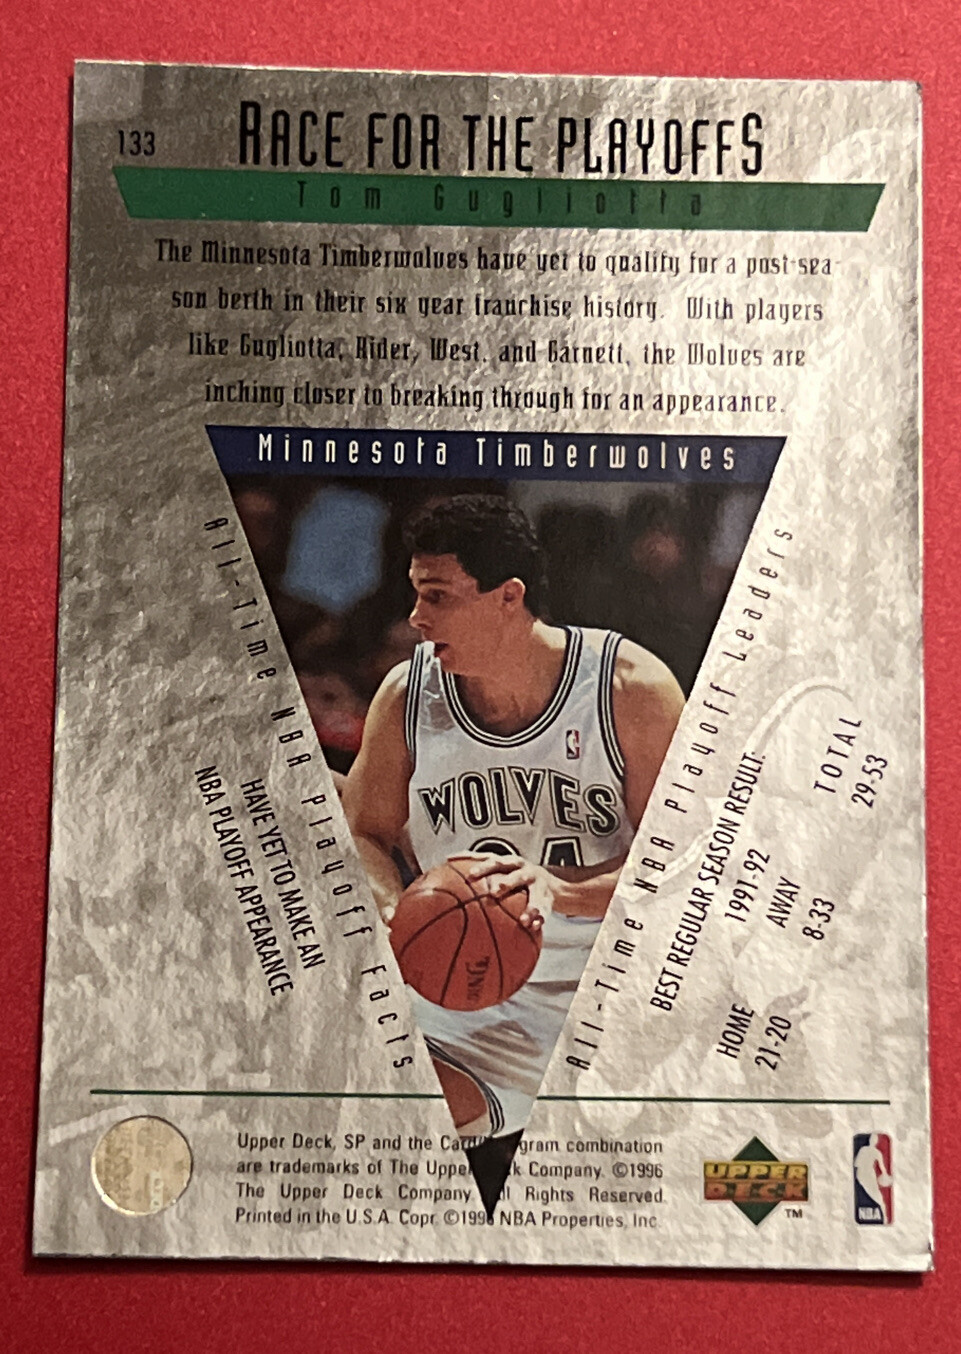 133
RACE FOR THE PLAYOFFS
Tom Gugliotta
The Minnesota Timberwolves have yet to qualify for a post-sea-
son berth in their six year franchise history. With players
like Gugliotta, Rider, West, and Garnett, the Wolves are
inching closer to breaking through for an appearance.
Minnesota Timberwolves
All-Time NBA Playoff Facts
HAVE YET TO MAKE AN
NBA PLAYOFF APPEARANCE
WOLVES
24
All-Time NBA Playoff Leaders
BEST REGULAR SEASON RESULT:
1991-92
HOME AWAY TOTAL
21-20 8-33 29-53
Upper Deck, SP and the Card gram combination
are trademarks of The Upper k Company. ©1996
The Upper Deck Company. ll Rights Reserved.
Printed in the U.S.A. Copr. ©1996 NBA Properties, Inc.
UPPER
DECK
TM
NBA